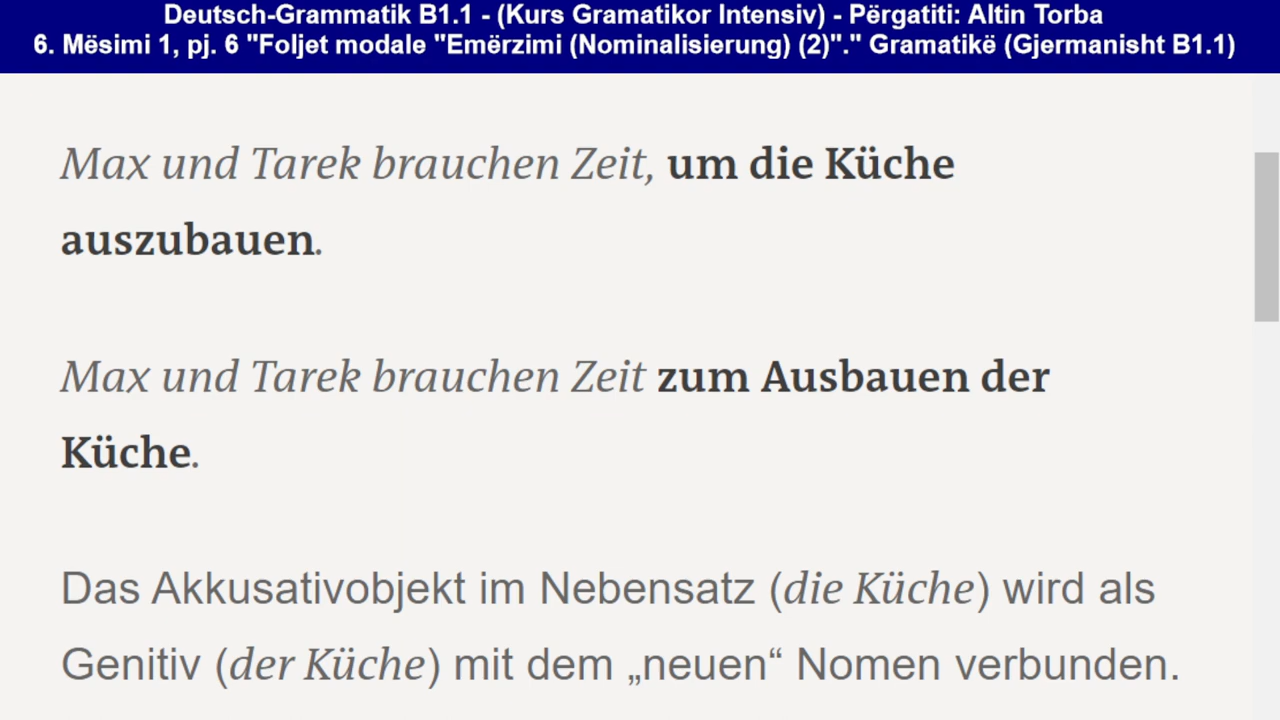 Deutsch-Grammatik B1.1 - (Kurs Gramatikor Intensiv) - Përgatiti: Altin Torba
6. Mësimi 1, pj. 6 "Foljet modale "Emërzimi (Nominalisierung) (2)"." Gramatikë (Gjermanisht B1.1)
Max und Tarek brauchen Zeit, um die Küche
auszubauen.
Max und Tarek brauchen Zeit zum Ausbauen der
Küche.
Das Akkusativobjekt im Nebensatz (die Küche) wird als
Genitiv (der Küche) mit dem „neuen“ Nomen verbunden.